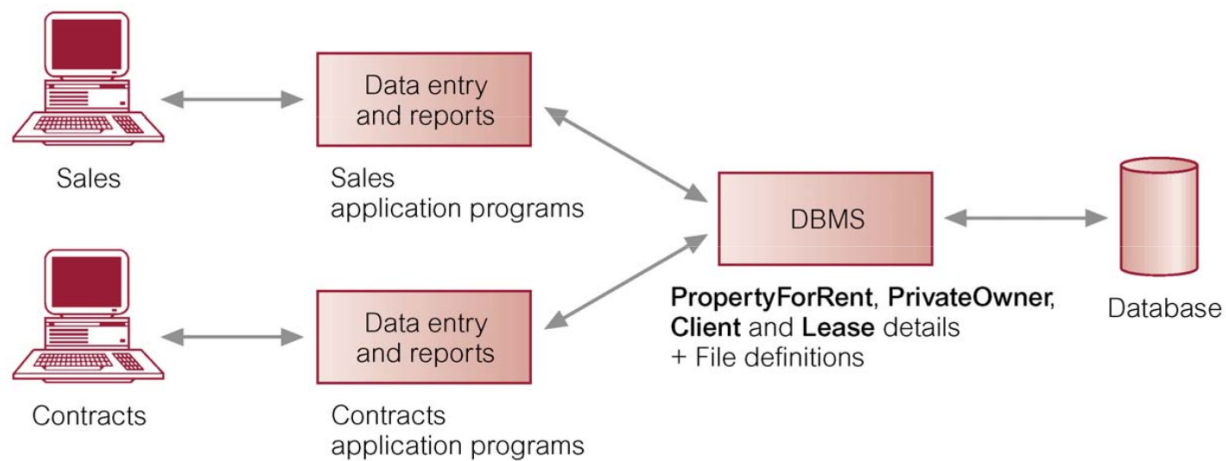 Data entry
and reports
Sales
Sales
application programs
DBMS
PropertyForRent, PrivateOwner,
Client and Lease details
+ File definitions
Database
Data entry
and reports
Contracts
Contracts
application programs